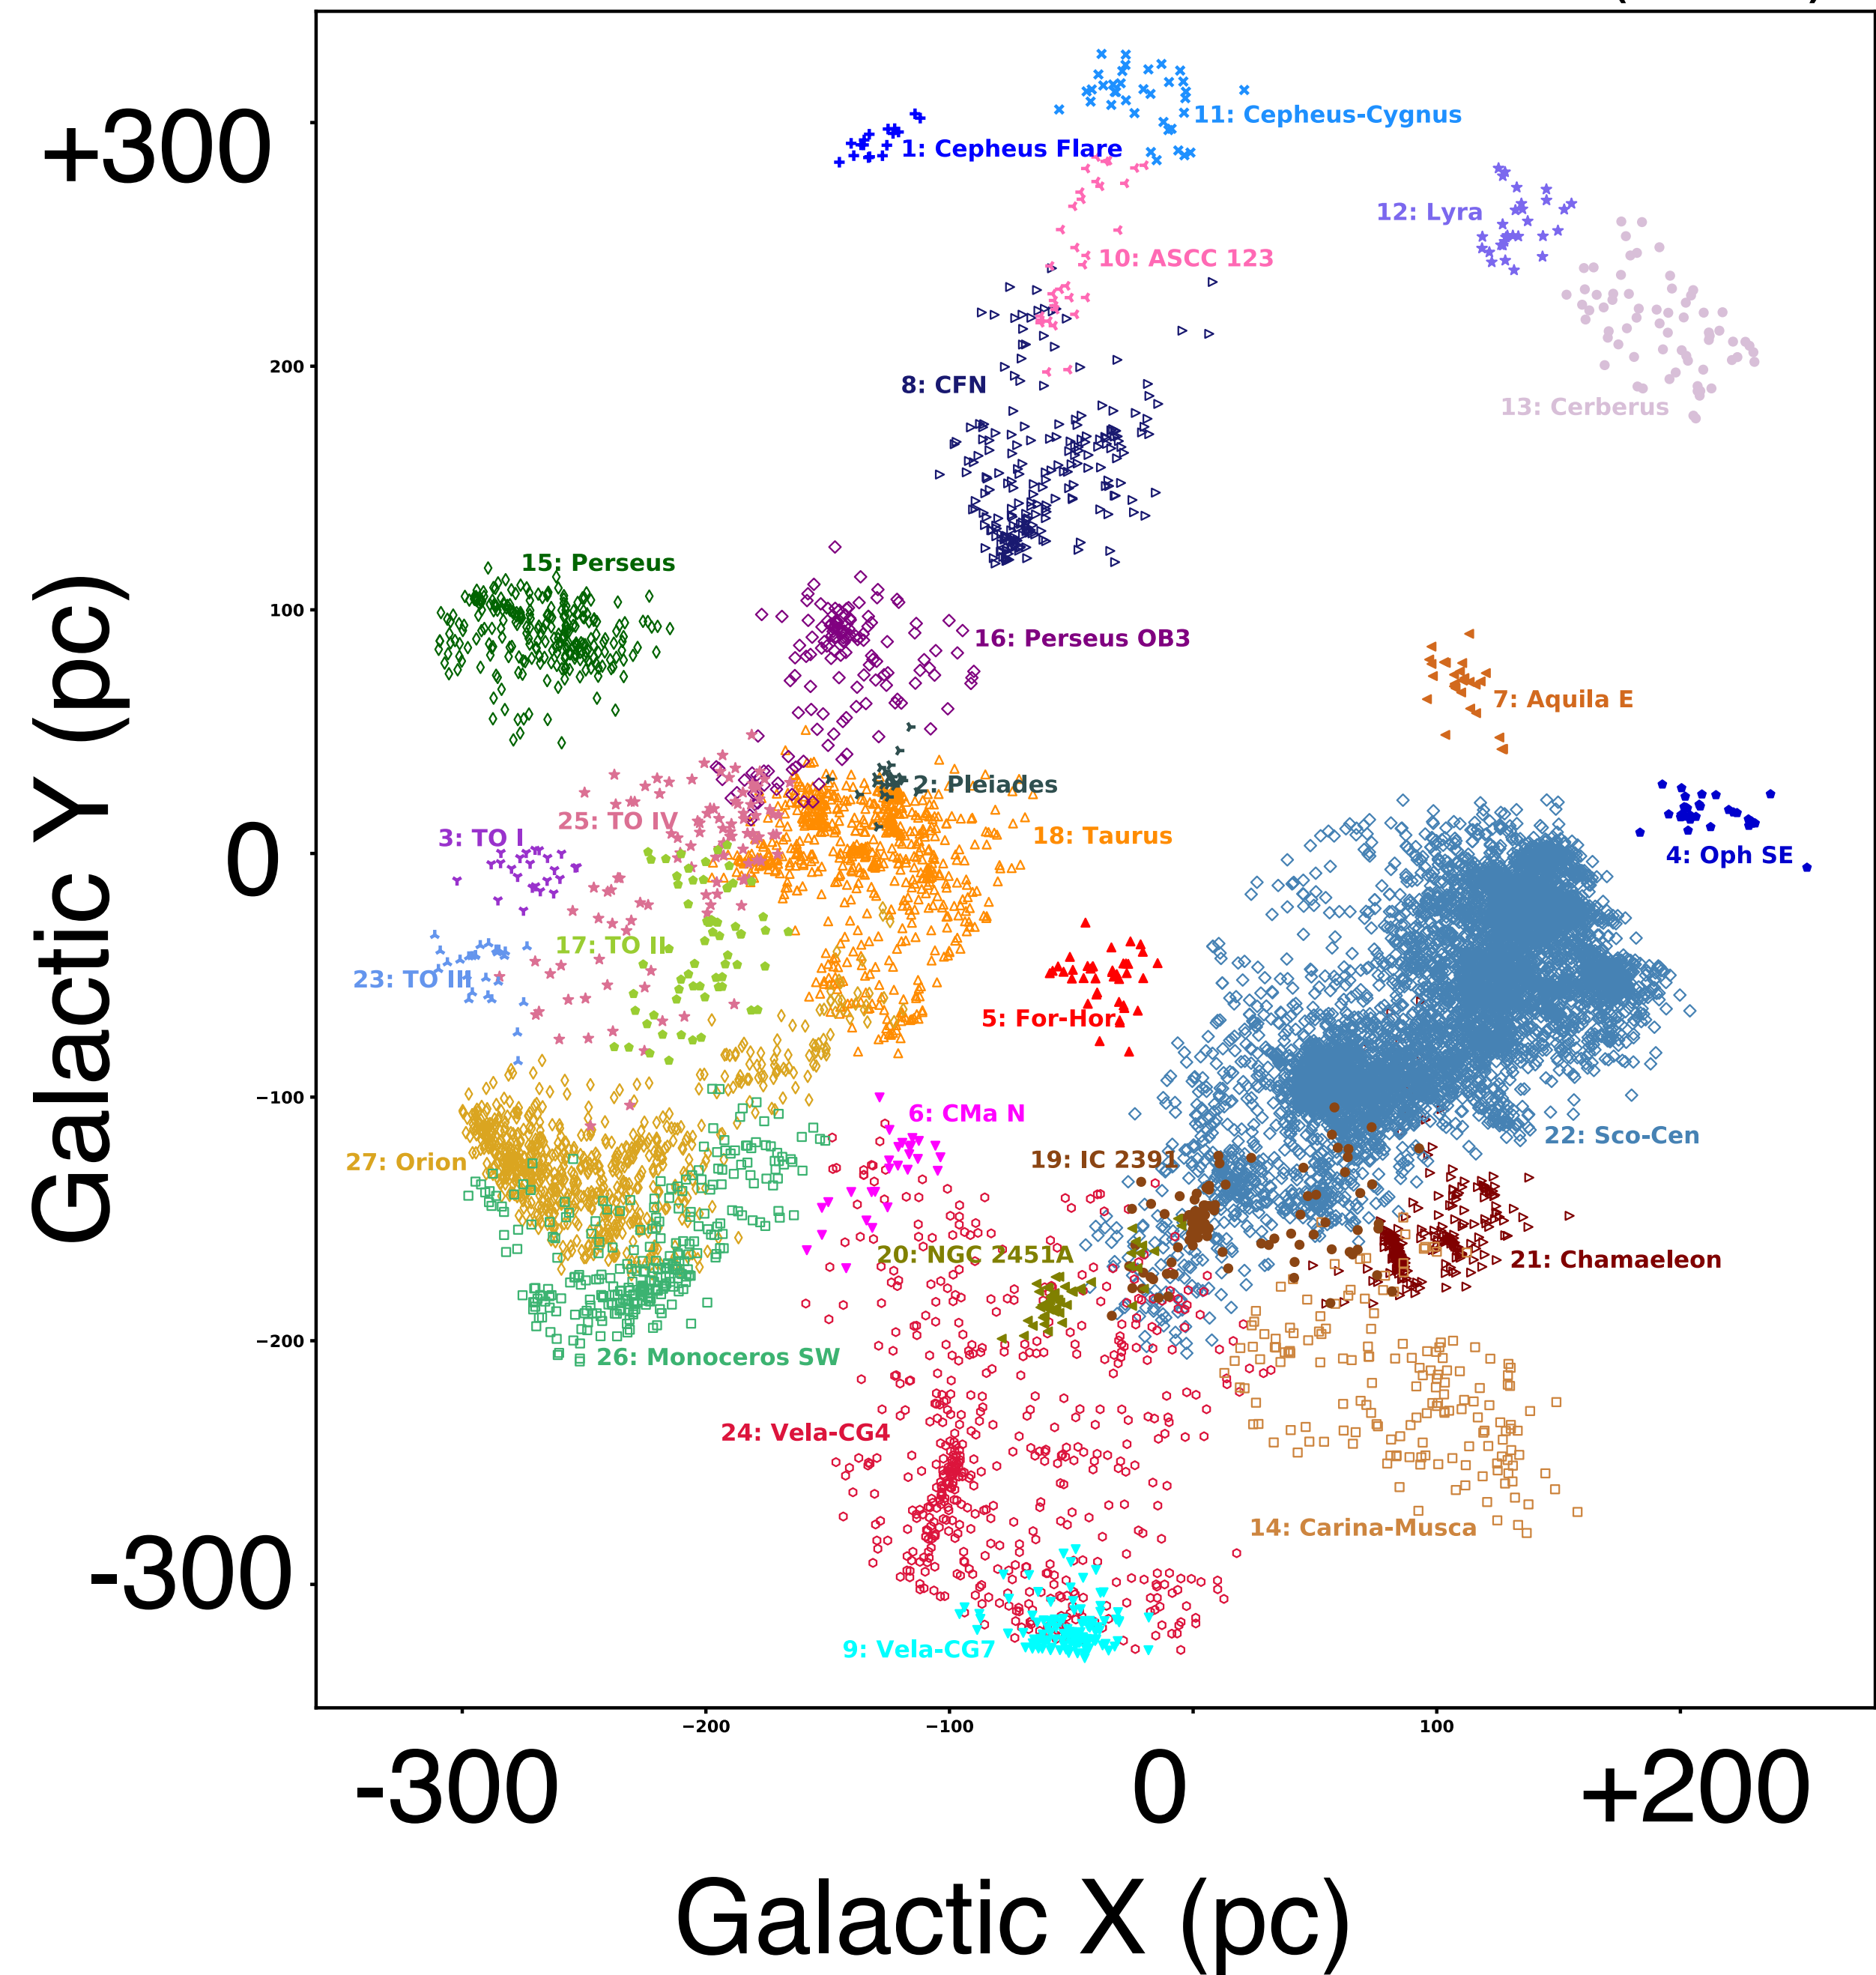 +300
11: Cepheus-Cygnus
1: Cepheus Flare
12: Lyra
10: ASCC 123
200
8: CFN
13: Cerberus
15: Perseus
100
16: Perseus OB3
7: Aquila E
2: Pleiades
25: TO IV
3: TO I
18: Taurus
0
4: Oph SE
17: TO II
23: TO III
5: For-Hor
Galactic Y (pc)
−100
6: CMa N
22: Sco-Cen
27: Orion
19: IC 2391
20: NGC 2451A
21: Chamaeleon
−200
26: Monoceros SW
24: Vela-CG4
14: Carina-Musca
-300
9: Vela-CG7
−200 −100 100
-300 0 +200
Galactic X (pc)